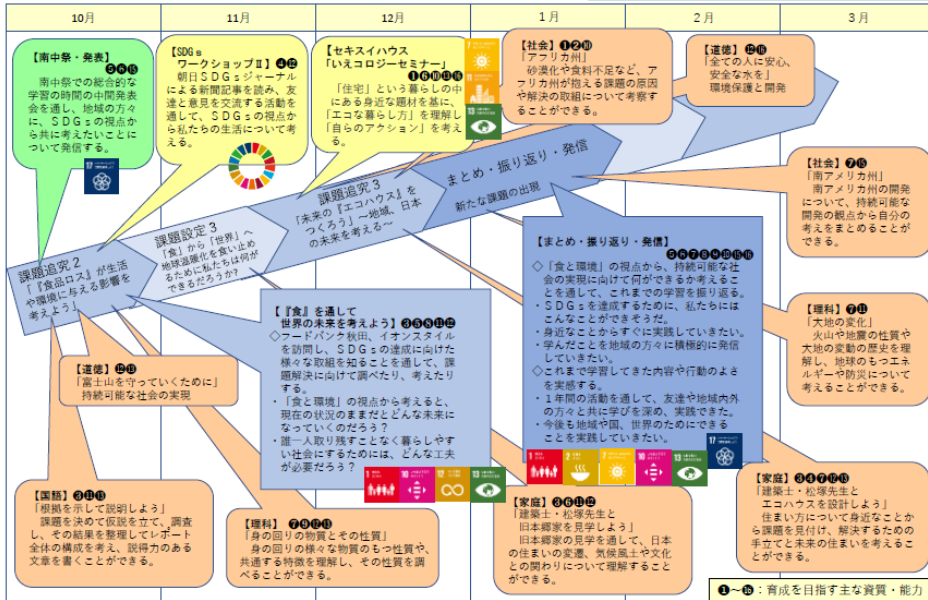 10月
11月
12月
1月
2月
3月
【南中祭・発表】
❺❻⓯
南中祭での総合的な
学習の時間の中間発表
会を通し、地域の方々
に、ＳＤＧｓの視点か
ら共に考えたいことに
ついて発信する。
【SDGｓ
ワークショップⅡ】❹⓬
朝日ＳＤＧｓジャーナル
による新聞記事を読み、友
達と意見を交流する活動を
通して、ＳＤＧｓの視点か
ら私たちの生活について考
える。
【セキスイハウス
「いえコロジーセミナー】
❶❻❿⓭⓰
「住宅」という暮らしの中
にある身近な題材を基に、
「エコな暮らし方」を理解し
「自らのアクション」を考え
る。
【社会】❶❷❿
「アフリカ州」
砂漠化や食料不足など、ア
フリカ州が抱える課題の原因
や解決の取組について考察す
ることができる。
【道徳】⓬⓰
「全ての人に安心、
安全な水を」
環境保護と開発
課題追究２
「『食品ロス』が生活
や環境に与える影響を
考えよう」
課題設定３
「食」から「世界」へ
地球温暖化を食い止め
るために私たちは何が
できるだろうか？
課題追究３
「未来の『エコハウス』を
つくろう」～地域、日本
の未来を考える～
まとめ・振り返り・発信
新たな課題の出現
【社会】❼⓯
「南アメリカ州」
南アメリカ州の開発
について、持続可能な
開発の観点から自分の
考えをまとめることが
できる。
【理科】❼⓫
「大地の変化」
火山や地震の性質や
大地の変動の歴史を理
解し、地球のもつエネ
ルギーや防災について
考えることができる。
【まとめ・振り返り・発信】
❺❻❼❽❾❿⓯⓰
◇「食と環境」の視点から、持続可能な社
会の実現に向けて何ができるか考えるこ
とを通して、これまでの学習を振り返る。
・ＳＤＧｓを達成するために、私たちには
こんなことができそうだ。
・身近なことからすぐに実践していきたい。
・学んだことを地域の方々に積極的に発信
していきたい。
◇これまで学習してきた内容や行動のよさ
を実感する。
・１年間の活動を通して、友達や地域内外
の方々と共に学びを深め、実践できた。
・今後も地域や国、世界のためにできる
ことを実践していきたい。
【『食』を通して
世界の未来を考えよう】❸❺❽⓫⓬
◇フードバンク秋田、イオンスタイル
を訪問し、ＳＤＧｓの達成に向けた
様々な取組を知ることを通して、課
題解決に向けて調べたり、考えたり
する。
・「食と環境」の視点から考えると、
現在の状況のままだとどんな未来に
なっていくのだろう？
・誰一人取り残すことなく暮らしやす
い社会にするためには、どんな工夫
が必要だろう？
【道徳】⓬⓭
「富士山を守っていくために」
持続可能な社会の実現
【国語】❸⓫⓭
「根拠を示して説明しよう」
課題を決めて仮説を立て、調査
し、その結果を整理してレポート
全体の構成を考え、説得力のある
文章を書くことができる。
【理科】❼❾⓬⓭
「身の回りの物質とその性質」
身の回りの様々な物質のもつ性質や、
共通する特徴を理解し、その性質を調
べることができる。
【家庭】❸❻⓫⓬
「建築士・松塚先生と
旧本郷家を見学しよう」
旧本郷家の見学を通して、日本
の住まいの変遷、気候風土や文化
との関わりについて理解すること
ができる。
【家庭】❸❹❼⓬⓭
「建築士・松塚先生と
エコハウスを設計しよう」
住まい方について身近なことか
ら課題を見付け、解決するための
手立てと未来の住まいを考えるこ
とができる。
❶～⓰：育成を目指す主な資質・能力